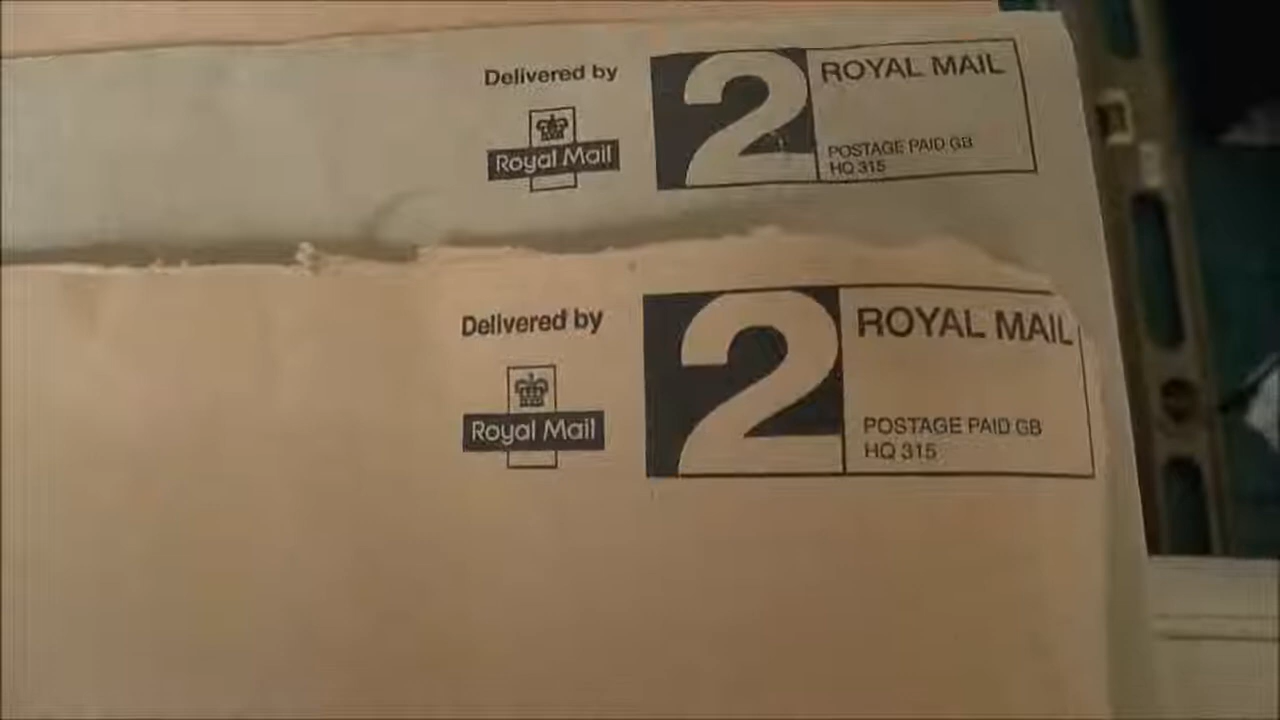 Delivered by
Royal Mail
2
ROYAL MAIL
POSTAGE PAID GB
HQ 315
Delivered by
Royal Mail
2
ROYAL MAIL
POSTAGE PAID GB
HQ 315